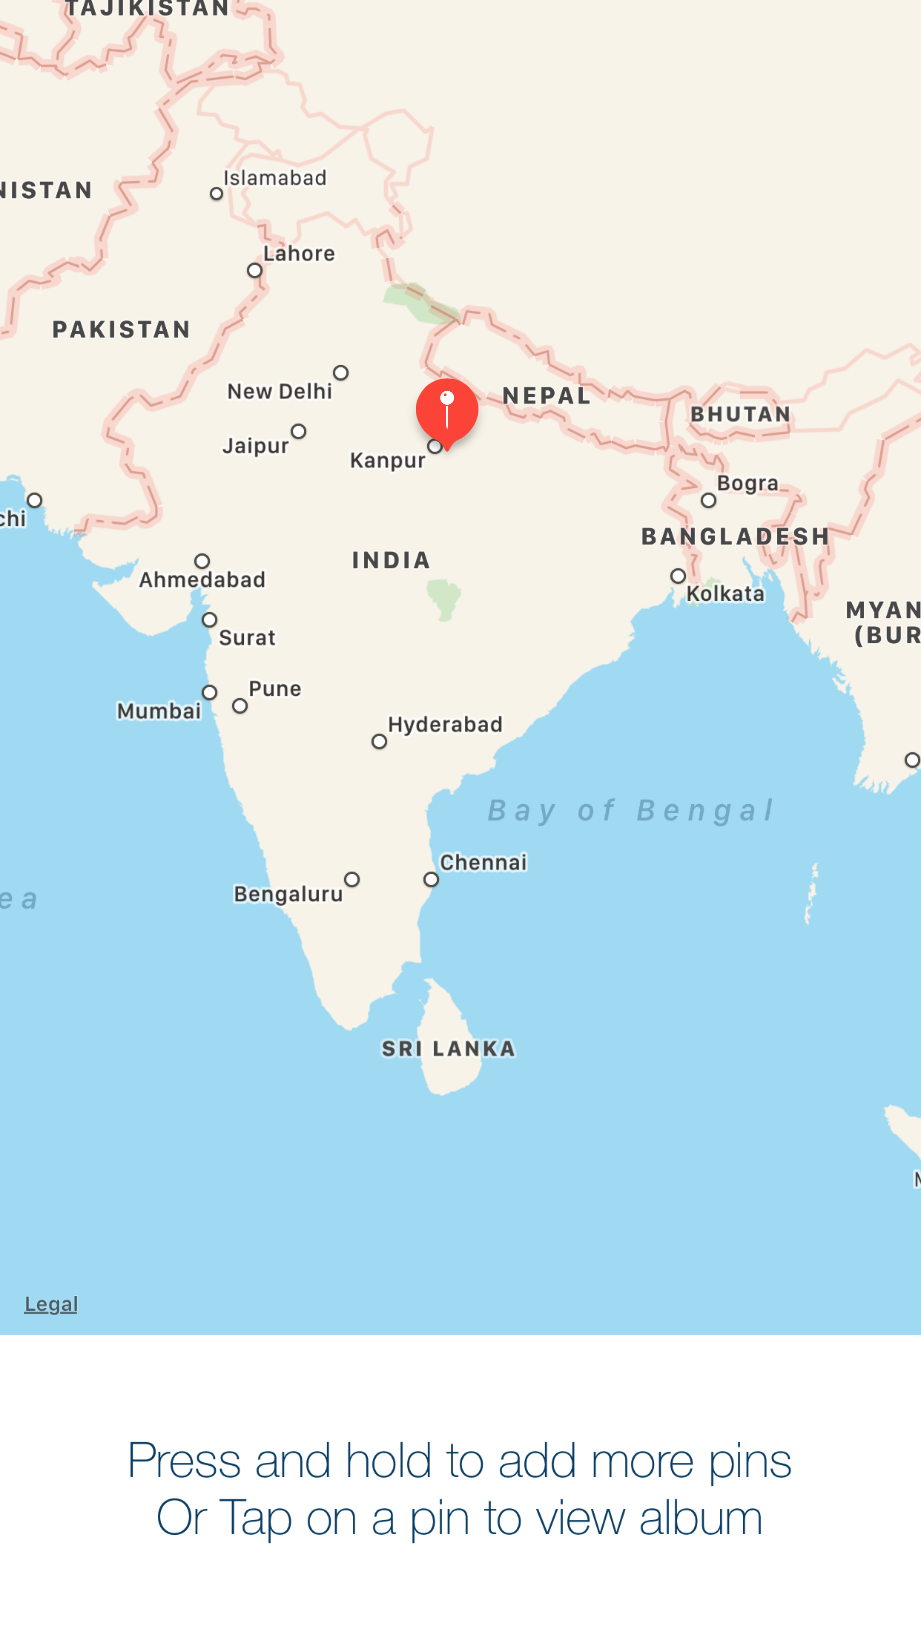 TAJIKISTAN
Islamabad
NISTAN
Lahore
PAKISTAN
New Delhi
NEPAL
BHUTAN
Jaipur
Kanpur
Bogra
chi
BANGLADESH
INDIA
Ahmedabad
Kolkata
MYAN
(BUR
Surat
Pune
Mumbai
Hyderabad
Bay of Bengal
Chennai
Bengaluru
ea
SRI LANKA
M
Legal
Press and hold to add more pins
Or Tap on a pin to view album